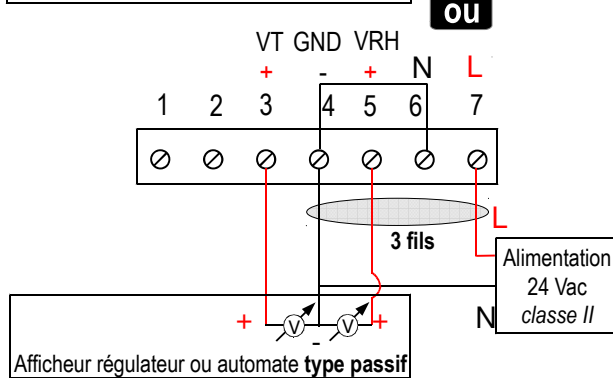 ou
VT GND VRH
+ - + N L
1 2 3 4 5 6 7
L
3 fils
Alimentation
24 Vac
classe II
N
+ V V +
-
Afficheur régulateur ou automate type passif